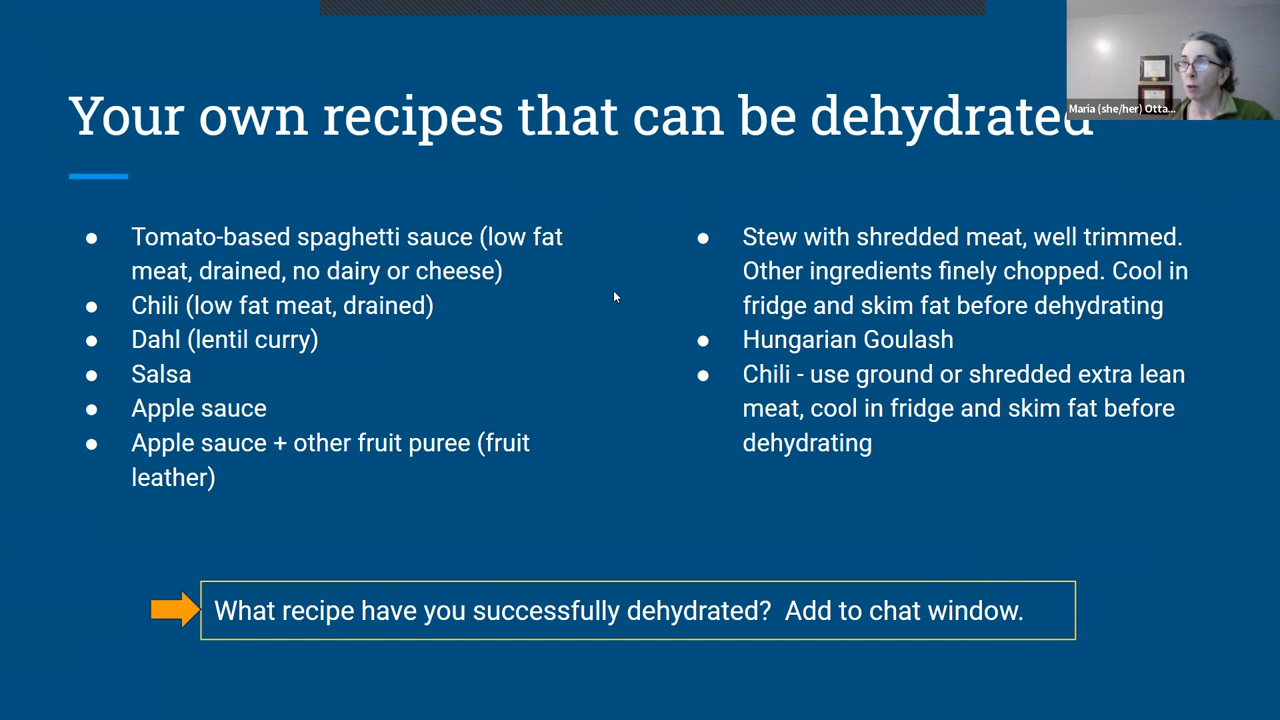 Your own recipes that can be dehydrated
Maria (she/her) Otta...
● Tomato-based spaghetti sauce (low fat
meat, drained, no dairy or cheese)
● Chili (low fat meat, drained)
● Dahl (lentil curry)
● Salsa
● Apple sauce
● Apple sauce + other fruit puree (fruit
leather)
● Stew with shredded meat, well trimmed.
Other ingredients finely chopped. Cool in
fridge and skim fat before dehydrating
● Hungarian Goulash
● Chili - use ground or shredded extra lean
meat, cool in fridge and skim fat before
dehydrating
What recipe have you successfully dehydrated?  Add to chat window.